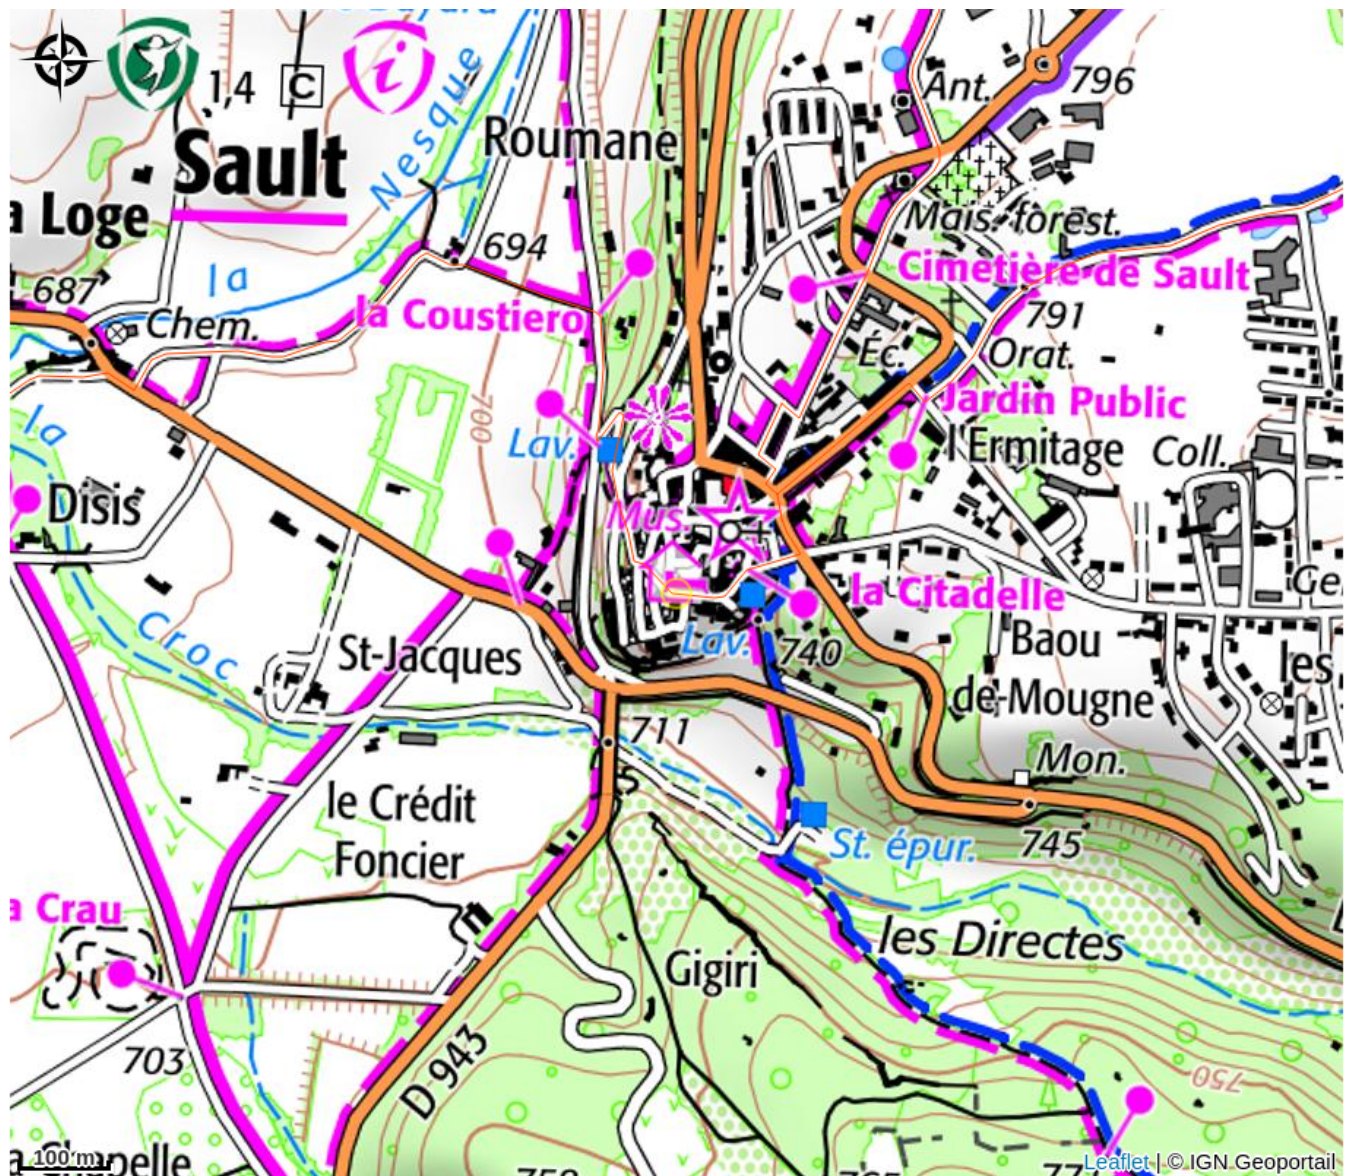 Nesque
1,4
C
i
Sault
Roumane
Ant.
796
a Loge
Mais. forest.
694
la
Cimetière de Sault
687
la Coustiero
791
Chem.
Éc.
Orat.
Jardin Public
700
la
Lav.
l'Ermitage
Coll.
Disis
Mus.
la Citadelle
Croc
Lav.
740
Baou
de-Mougne
les
St-Jacques
711
Mon.
5
le Crédit
Foncier
St. épur.
745
a Crau
les Directes
Gigiri
703
D 943
750
100 m
Leaflet | © IGN Geoportail